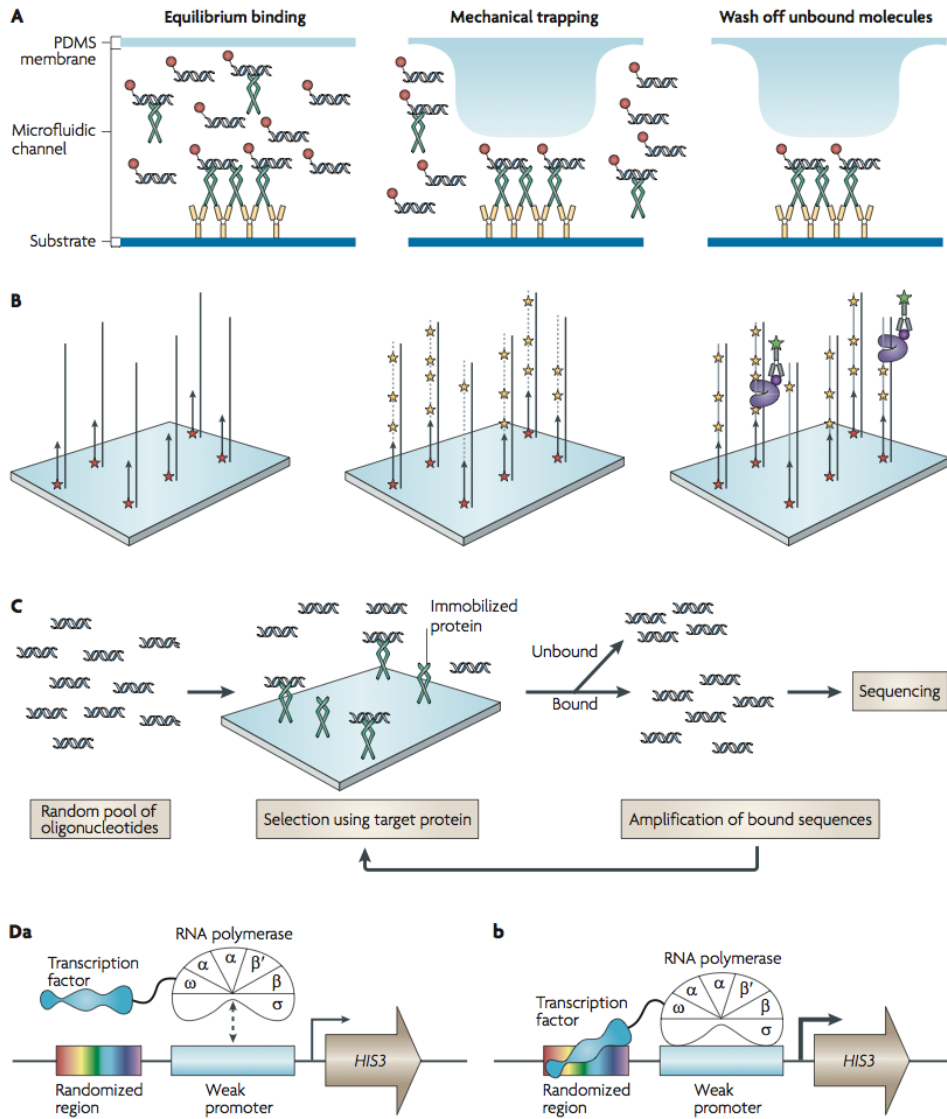 A
Equilibrium binding
Mechanical trapping
Wash off unbound molecules
PDMS
membrane
Microfluidic
channel
Substrate
B
C
Immobilized
protein
Unbound
Bound
Sequencing
Random pool of
oligonucleotides
Selection using target protein
Amplification of bound sequences
Da
RNA polymerase
Transcription
factor
ω α α β′ β σ
HIS3
Randomized
region
Weak
promoter
b
RNA polymerase
Transcription
factor
ω α α β′ β σ
HIS3
Randomized
region
Weak
promoter